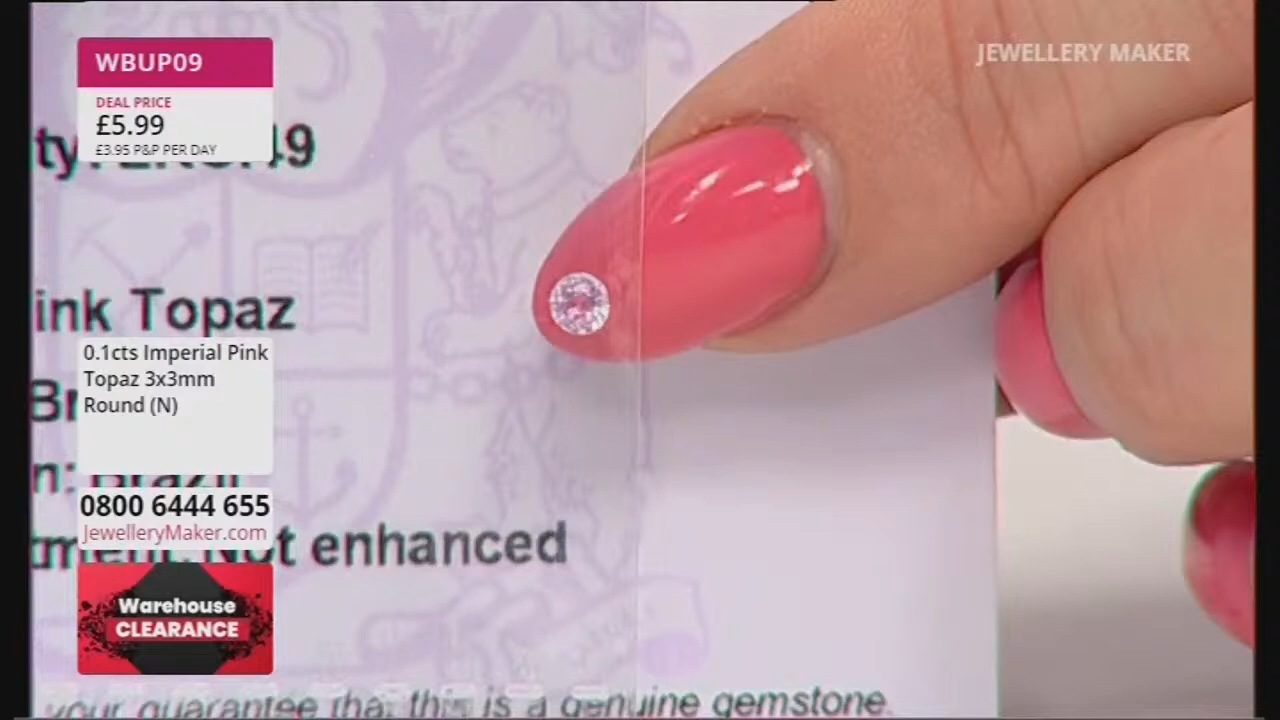 WBUP09
DEAL PRICE
£5.99
£3.95 P&P PER DAY
JEWELLERY MAKER
ink Topaz
0.1cts Imperial Pink
Topaz 3x3mm
Round (N)
0800 6444 655
JewelleryMaker.com
Not enhanced
Warehouse
CLEARANCE
your guarantee that this is a genuine gemstone.